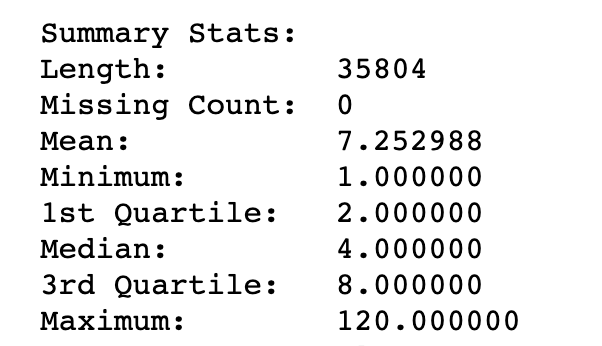 Summary Stats:
Length: 35804
Missing Count: 0
Mean: 7.252988
Minimum: 1.000000
1st Quartile: 2.000000
Median: 4.000000
3rd Quartile: 8.000000
Maximum: 120.000000